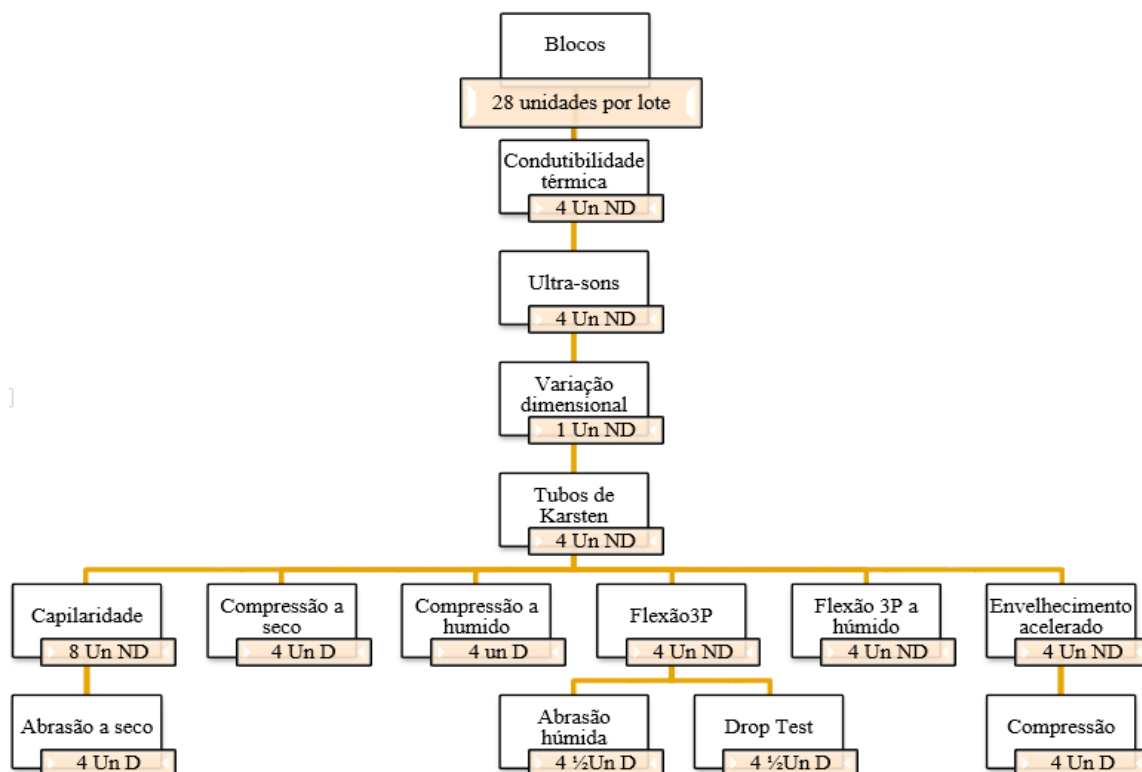 Blocos
28 unidades por lote
Condutibilidade
térmica
4 Un ND
Ultra-sons
4 Un ND
Variação
dimensional
1 Un ND
Tubos de
Karsten
4 Un ND
Capilaridade
8 Un ND
Compressão a
seco
4 Un D
Compressão a
humido
4 un D
Flexão3P
4 Un ND
Flexão 3P a
húmido
4 Un ND
Envelhecimento
acelerado
4 Un ND
Abrasão a seco
4 Un D
Abrasão
húmida
4 ½Un D
Drop Test
4 ½Un D
Compressão
4 Un D